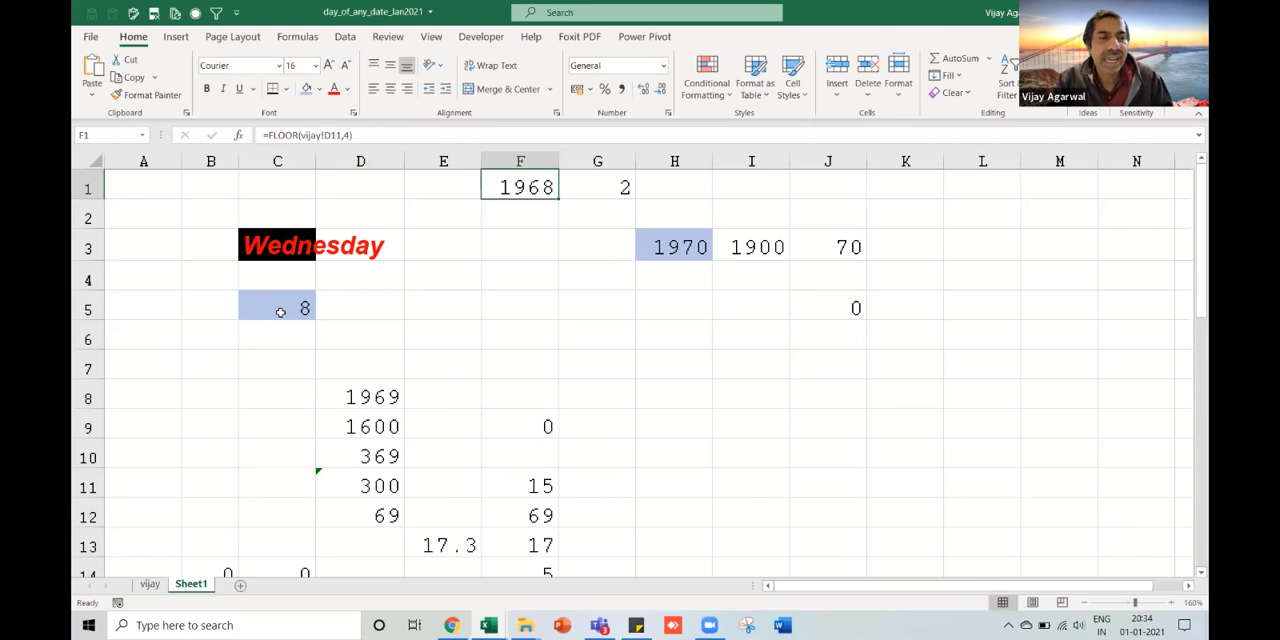 day_of_any_date_Jan2021
Search
Vijay Aga
File Home Insert Page Layout Formulas Data Review View Developer Help Foxit PDF Power Pivot
Paste
Cut
Copy
Format Painter
Clipboard
Courier 16
B I U
Font
Wrap Text
Merge & Center
Alignment
General
Number
Conditional Formatting
Format as Table
Cell Styles
Styles
Insert Delete Format
Cells
AutoSum
Fill
Clear
Sort
Filter
Editing
Ideas
Sensitivity
Vijay Agarwal
F1 fx =FLOOR(vijay!D11,4)
A B C D E F G H I J K L M N
1 1968 2
2
3 Wednesday 1970 1900 70
4
5 8 0
6
7
8 1969
9 1600 0
10 369
11 300 15
12 69 69
13 17.3 17
14 0 0 5
vijay Sheet1
Ready 160%
Type here to search
ENG
IN
20:34
01-01-2021